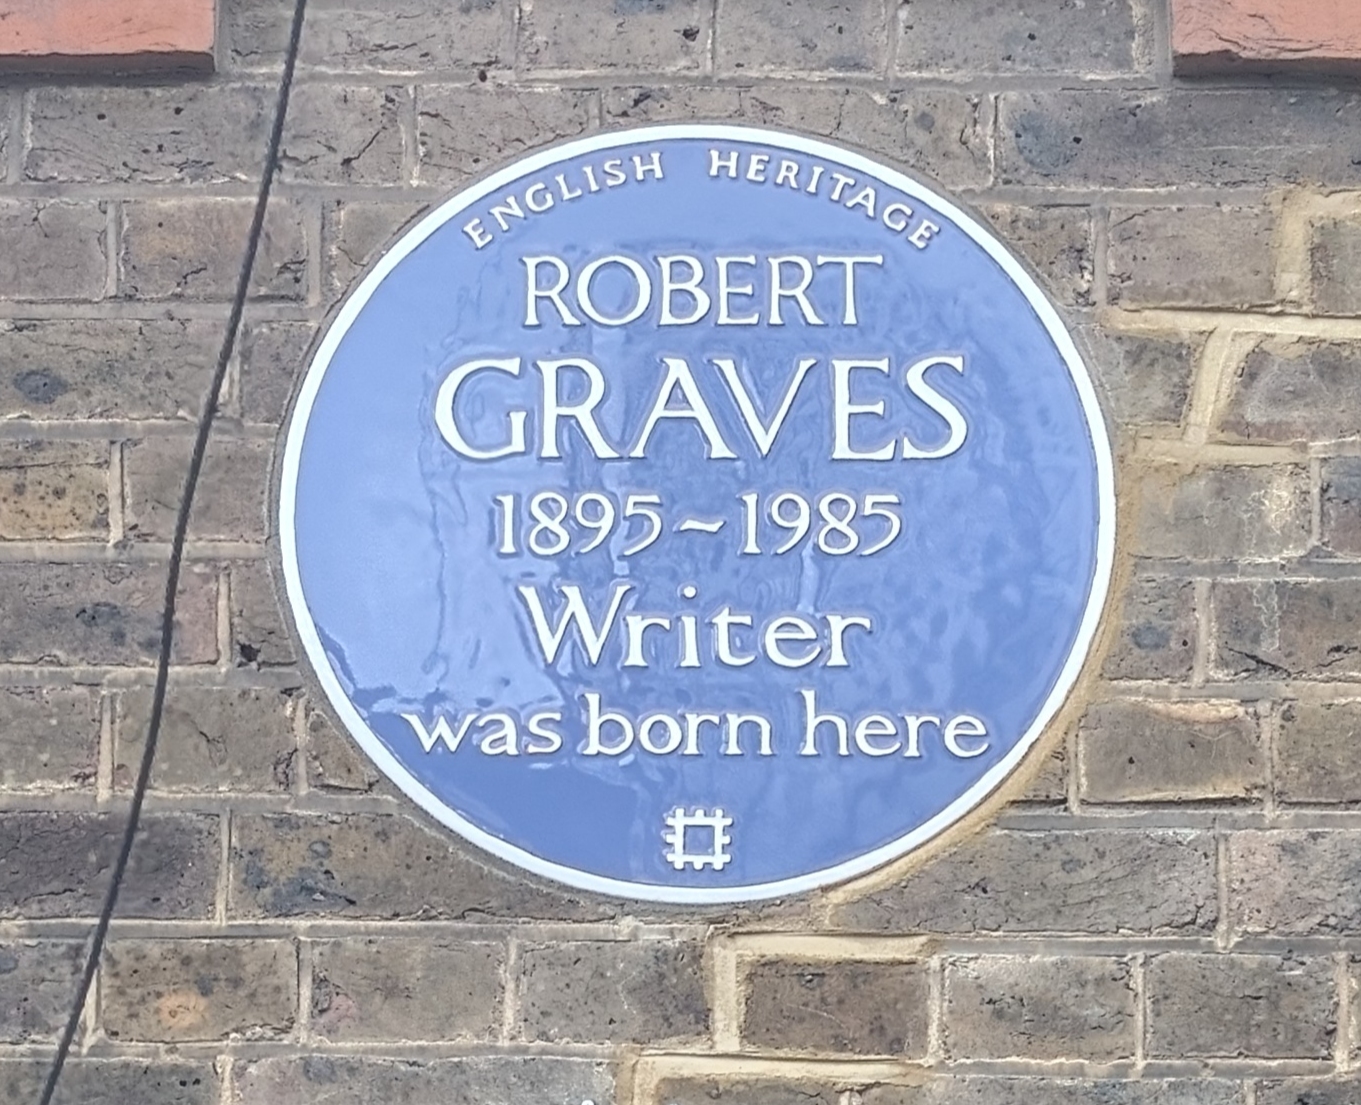 ENGLISH HERITAGE
ROBERT
GRAVES
1895~1985
Writer
was born here